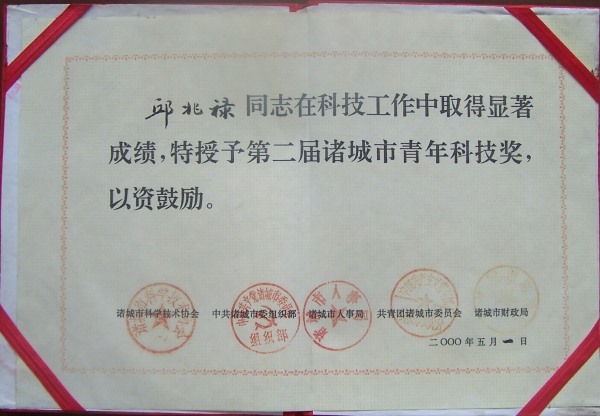 邱兆禄同志在科技工作中取得显著
成绩，特授予第二届诸城市青年科技奖，
以资鼓励。
诸城市科学技术协会 中共诸城市委组织部 诸城市人事局 共青团诸城市委员会 诸城市财政局
二〇〇〇年五月一日